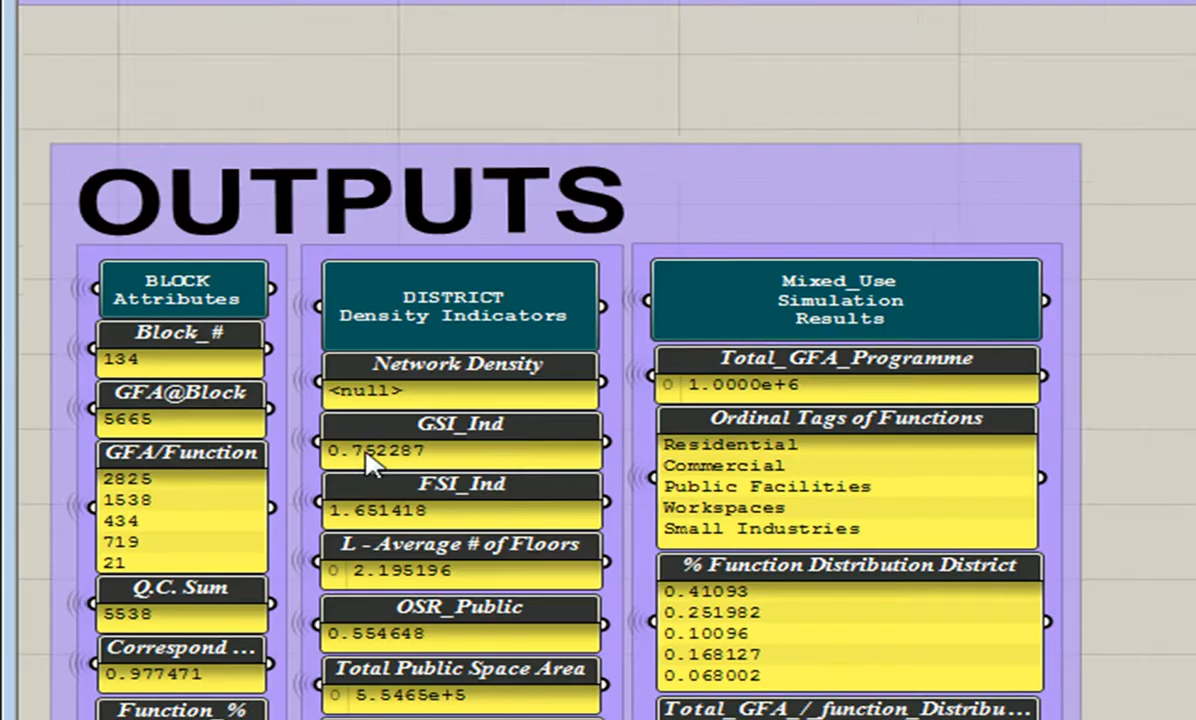 OUTPUTS
BLOCK
Attributes
Block_#
134
GFA@Block
5665
GFA/Function
2825
1538
434
719
21
Q.C. Sum
5538
Correspond ...
0.977471
Function_%
DISTRICT
Density Indicators
Network Density
<null>
GSI_Ind
0.752287
FSI_Ind
1.651418
L - Average # of Floors
0 2.195196
OSR_Public
0.554648
Total Public Space Area
0 5.5465e+5
Mixed_Use
Simulation
Results
Total_GFA_Programme
0 1.0000e+6
Ordinal Tags of Functions
Residential
Commercial
Public Facilities
Workspaces
Small Industries
% Function Distribution District
0.41093
0.251982
0.10096
0.168127
0.068002
Total_GFA_/_function_Distribu...